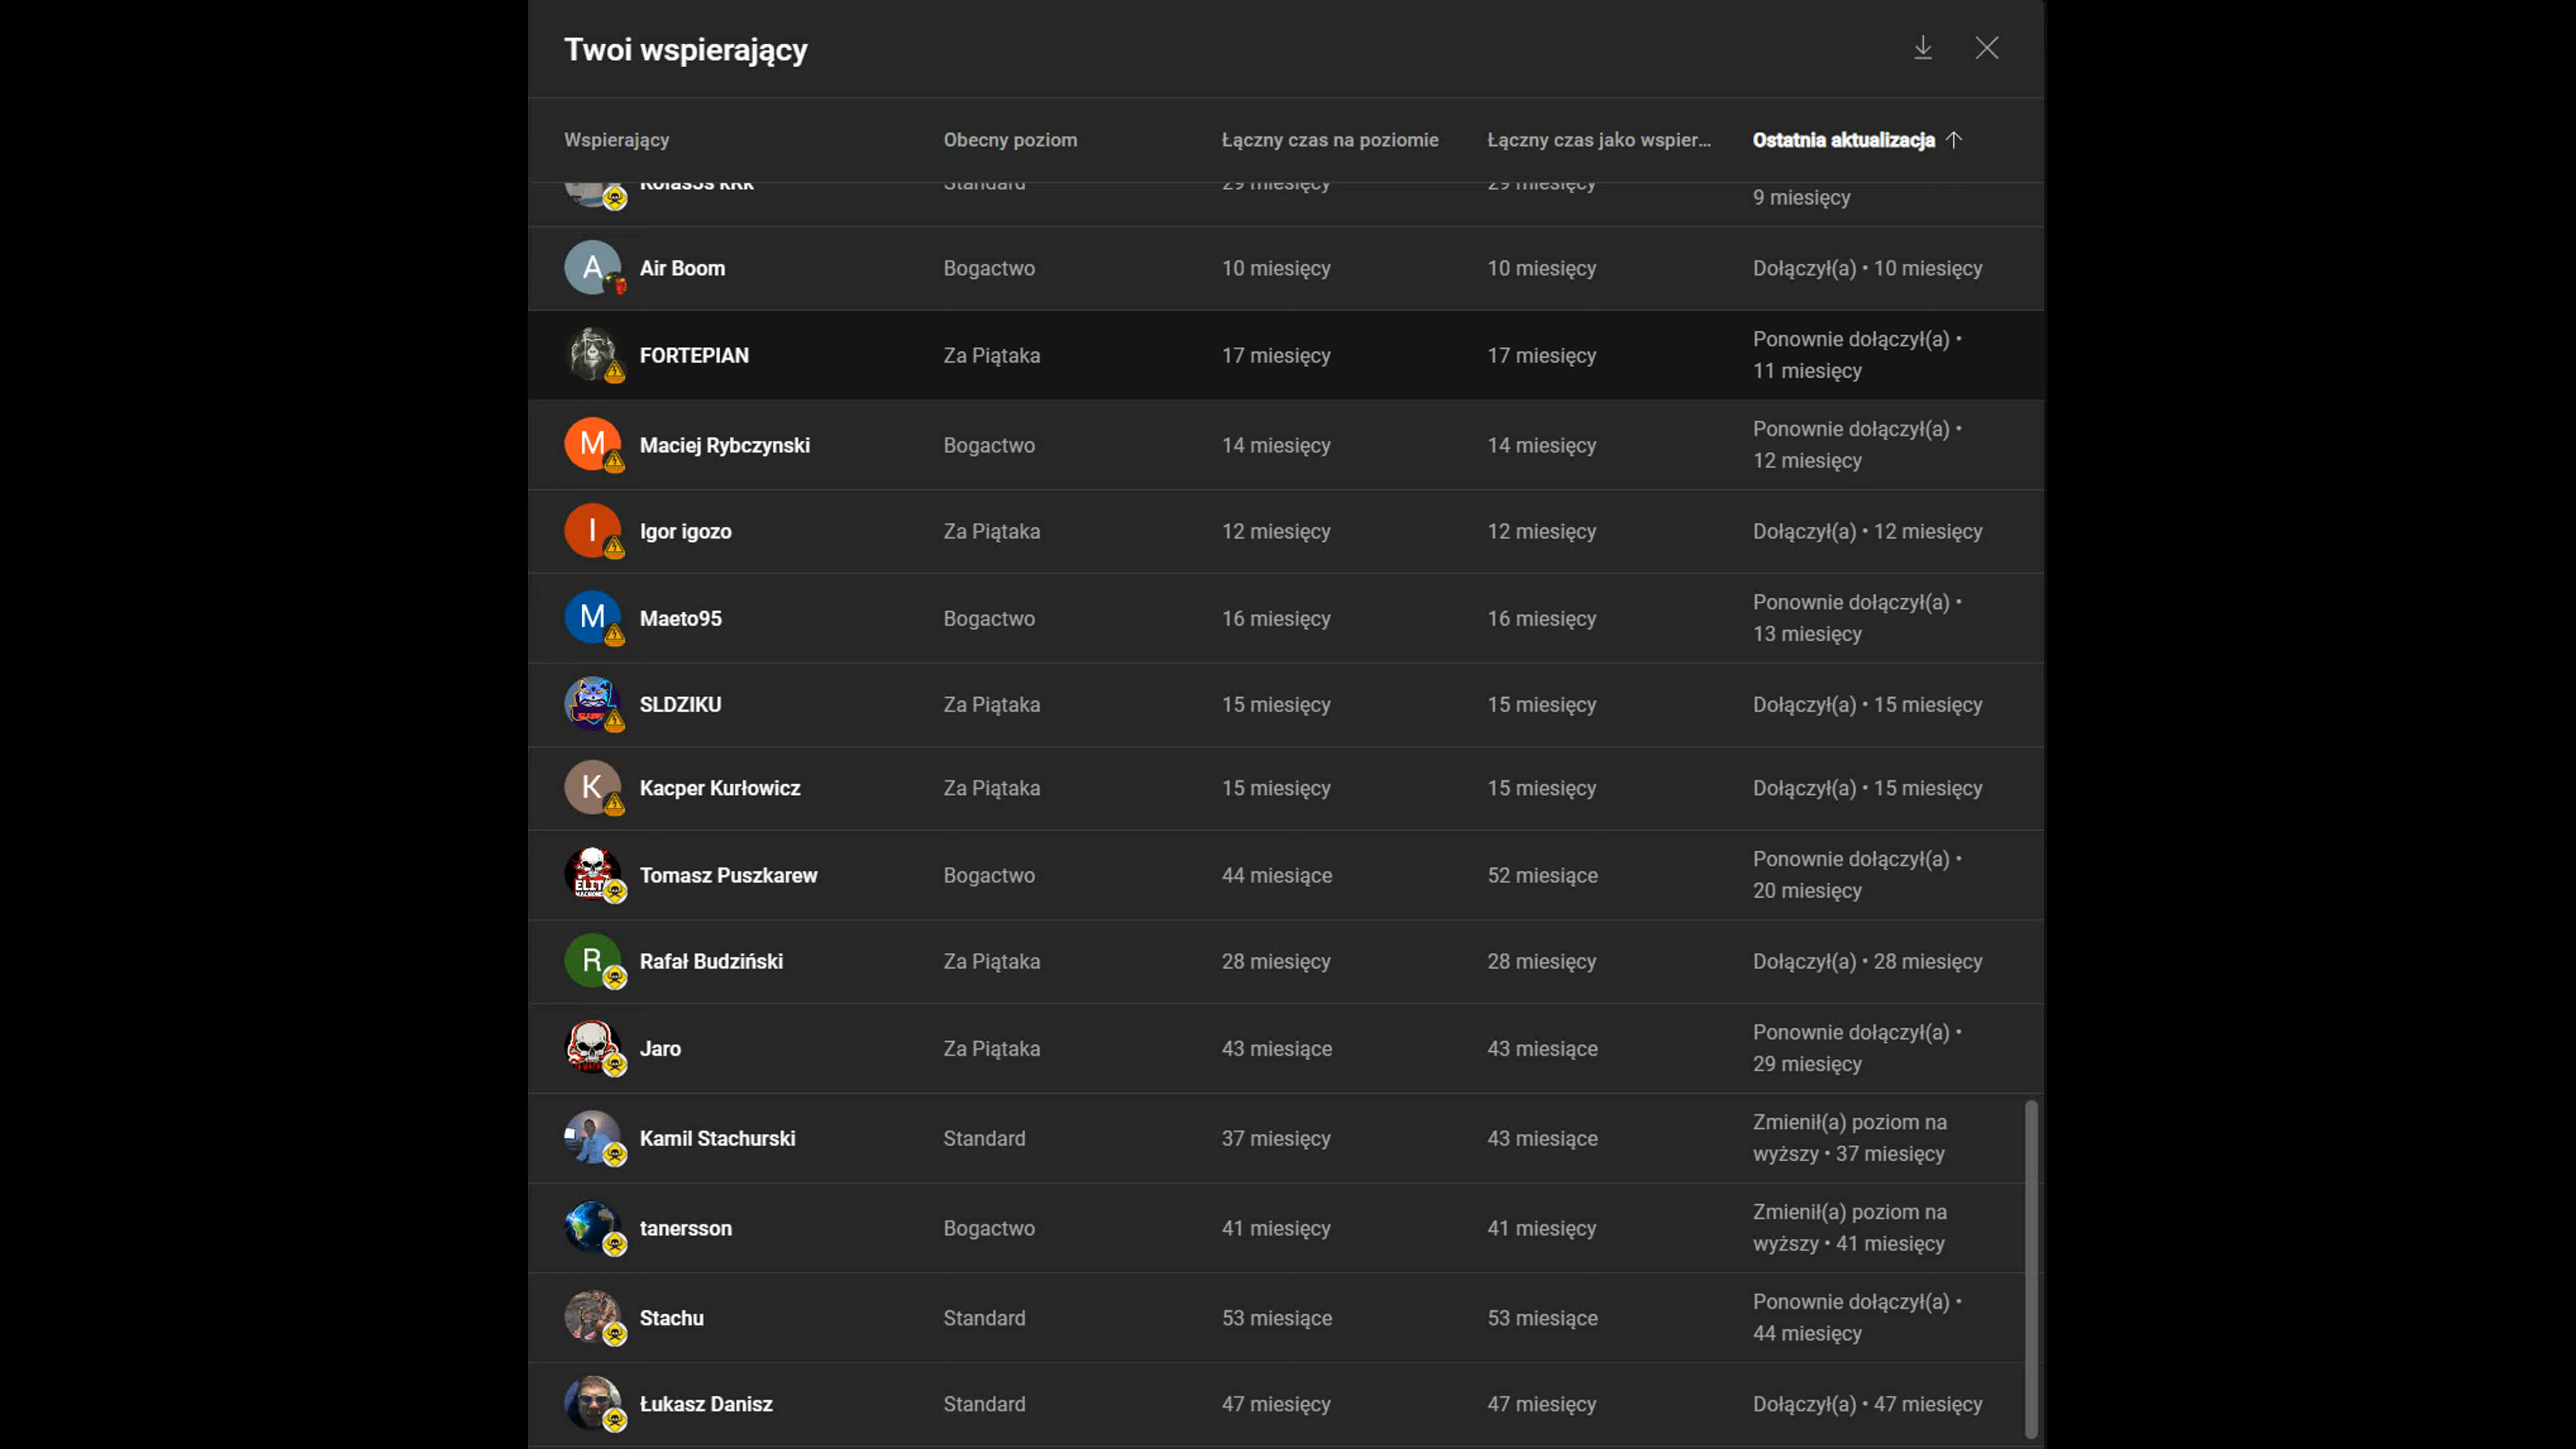 Twoi wspierający
Wspierający Obecny poziom Łączny czas na poziomie Łączny czas jako wspier... Ostatnia aktualizacja
Standard 29 miesięcy 29 miesięcy 9 miesięcy
A Air Boom Bogactwo 10 miesięcy 10 miesięcy Dołączył(a) • 10 miesięcy
FORTEPIAN Za Piątaka 17 miesięcy 17 miesięcy Ponownie dołączył(a) •
11 miesięcy
M Maciej Rybczynski Bogactwo 14 miesięcy 14 miesięcy Ponownie dołączył(a) •
12 miesięcy
I Igor igozo Za Piątaka 12 miesięcy 12 miesięcy Dołączył(a) • 12 miesięcy
M Maeto95 Bogactwo 16 miesięcy 16 miesięcy Ponownie dołączył(a) •
13 miesięcy
SLDZIKU Za Piątaka 15 miesięcy 15 miesięcy Dołączył(a) • 15 miesięcy
K Kacper Kurłowicz Za Piątaka 15 miesięcy 15 miesięcy Dołączył(a) • 15 miesięcy
ELIT Tomasz Puszkarew Bogactwo 44 miesiące 52 miesiące Ponownie dołączył(a) •
20 miesięcy
R Rafał Budziński Za Piątaka 28 miesięcy 28 miesięcy Dołączył(a) • 28 miesięcy
Jaro Za Piątaka 43 miesiące 43 miesiące Ponownie dołączył(a) •
29 miesięcy
Kamil Stachurski Standard 37 miesięcy 43 miesiące Zmienił(a) poziom na
wyższy • 37 miesięcy
tanersson Bogactwo 41 miesięcy 41 miesięcy Zmienił(a) poziom na
wyższy • 41 miesięcy
Stachu Standard 53 miesiące 53 miesiące Ponownie dołączył(a) •
44 miesięcy
Łukasz Danisz Standard 47 miesięcy 47 miesięcy Dołączył(a) • 47 miesięcy